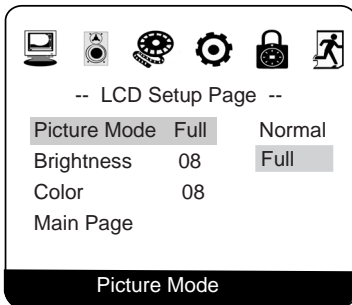 -- LCD Setup Page --
Picture Mode Full Normal
Brightness 08 Full
Color 08
Main Page
Picture Mode